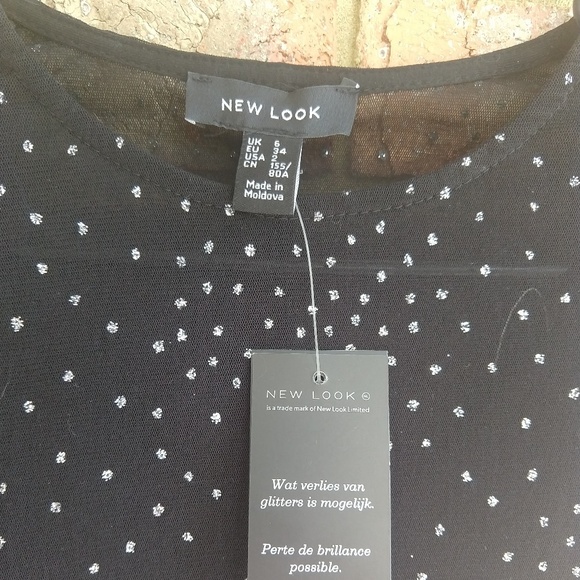 NEW LOOK
UK 6
EU 34
USA 2
CN 155/
80A
Made in
Moldova
NEW LOOK
is a trade mark of New Look Limited
Wat verlies van
glitters is mogelijk.
Perte de brillance
possible.